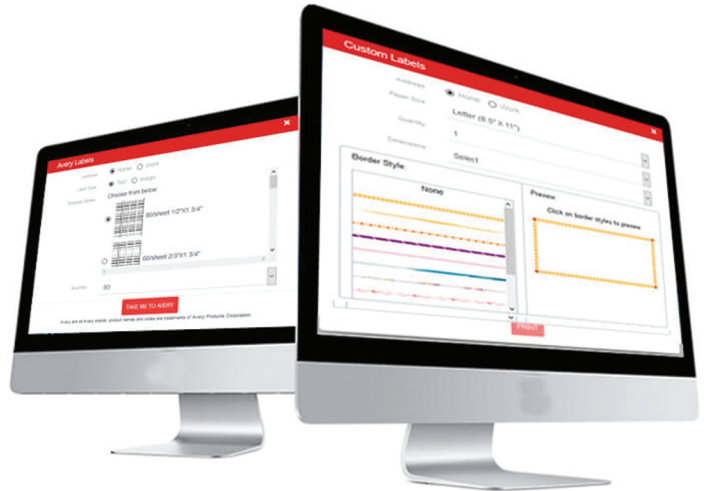 Avery Labels
×
Address
Home
Work
Label Type
Text
Image
Choose from below:
80/sheet 1/2"X1 3/4"
60/sheet 2/3"X1 3/4"
Quantity
80
TAKE ME TO AVERY
Avery and all Avery brands, product names and codes are trademarks of Avery Products Corporation.
Custom Labels
×
Address
Home
Work
Paper Size
Letter (8.5" X 11")
Quantity
1
Dimensions
Select
Border Style:
None
Preview
Click on border styles to preview
PRINT